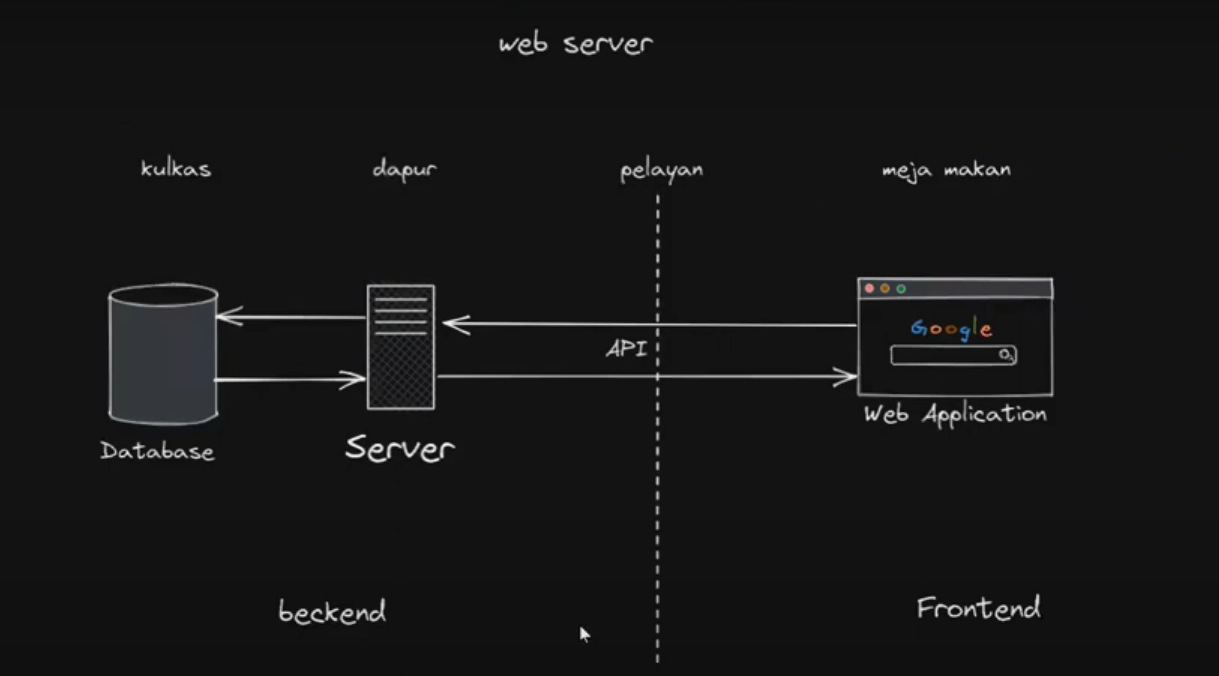 web server
kulkas
dapur
pelayan
meja makan
Google
API
Web Application
Database
Server
beckend
Frontend